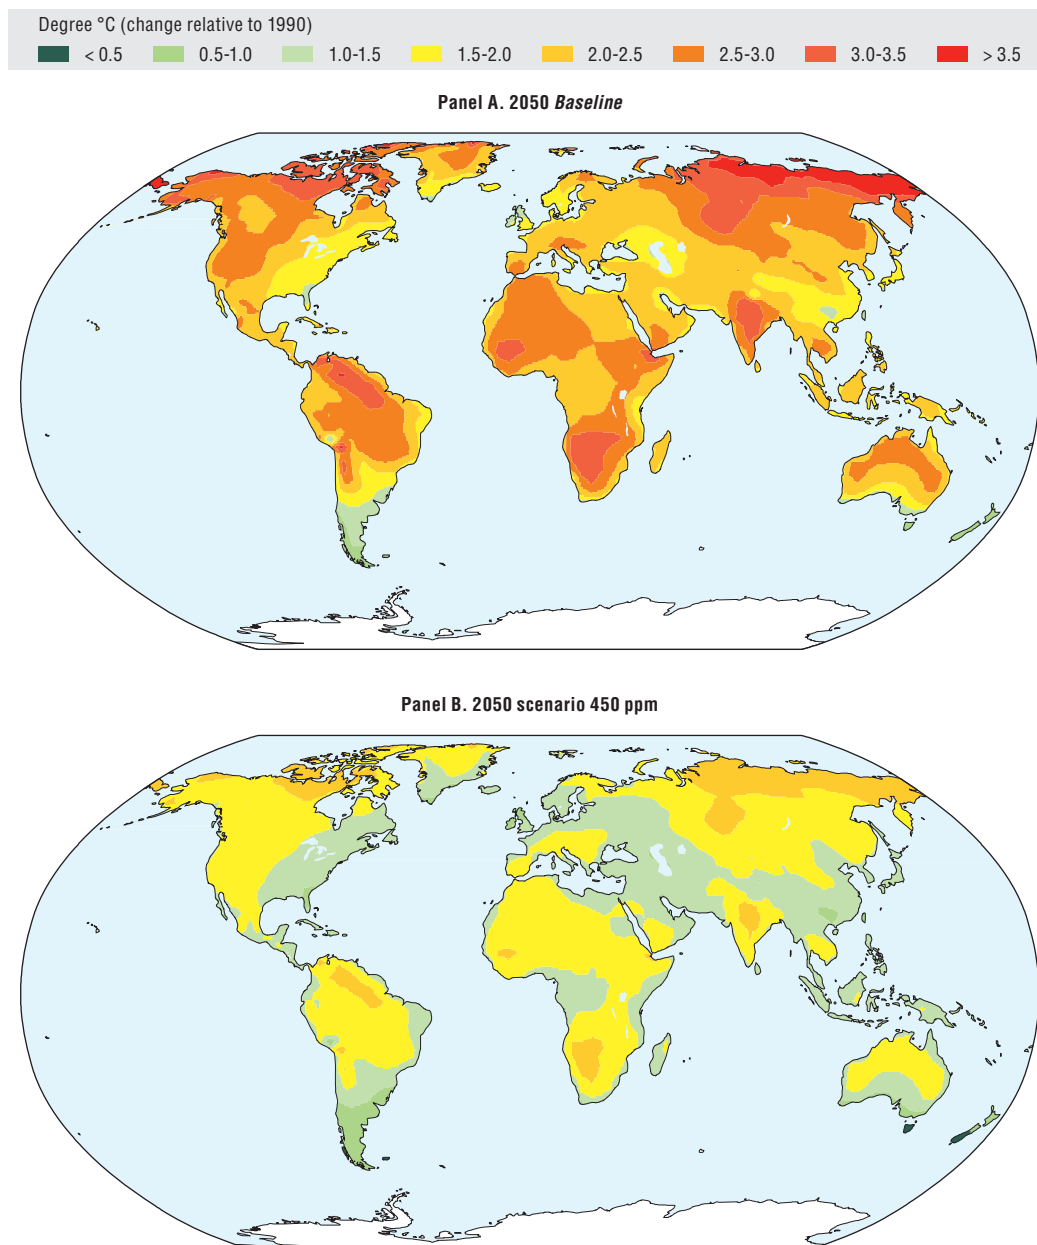 Degree °C (change relative to 1990)
< 0.5 0.5-1.0 1.0-1.5 1.5-2.0 2.0-2.5 2.5-3.0 3.0-3.5 > 3.5
Panel A. 2050 Baseline
Panel B. 2050 scenario 450 ppm